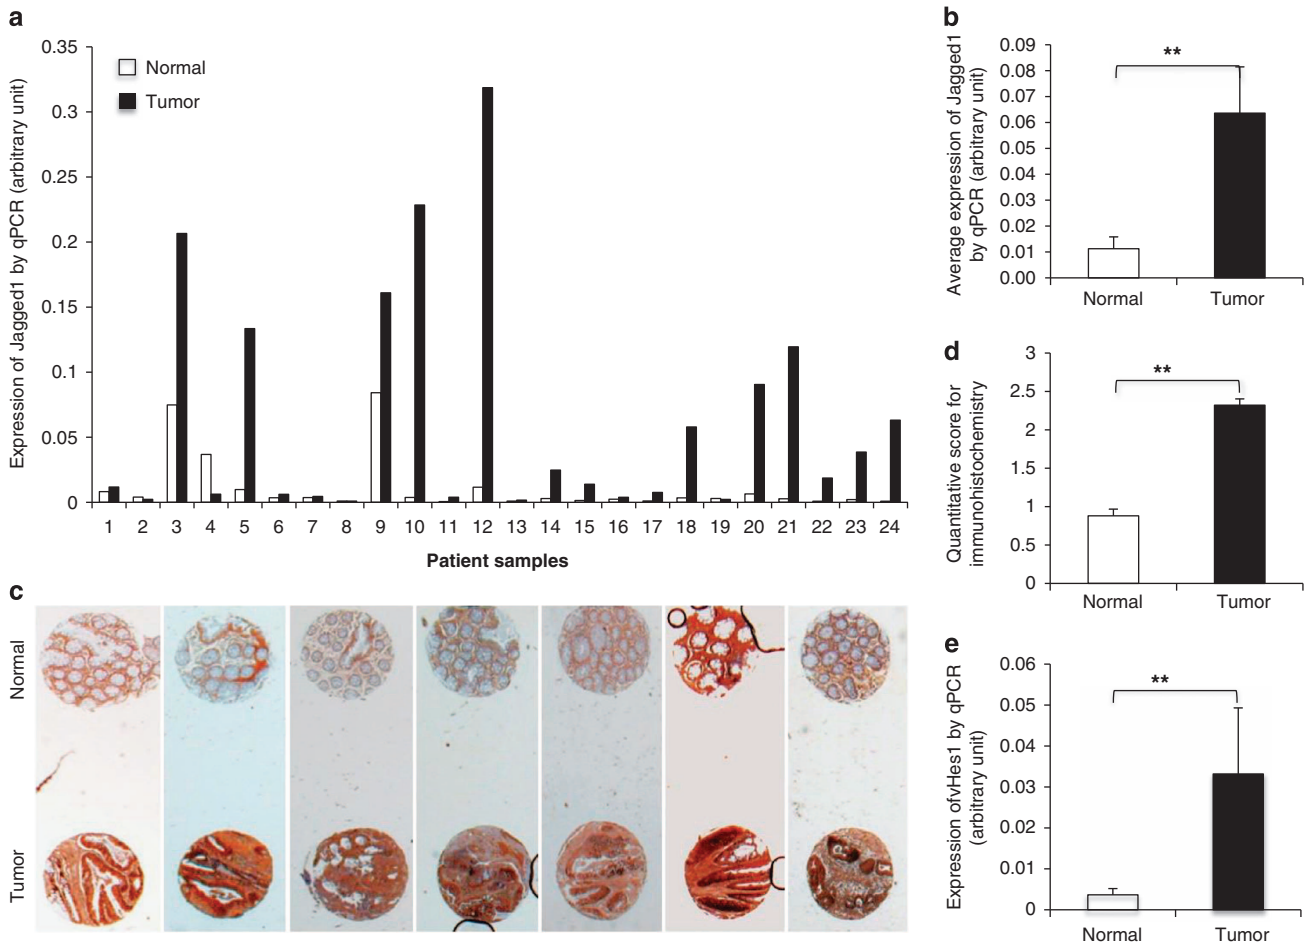 a
Expression of Jagged1 by qPCR (arbitrary unit)
0.35
0.3
0.25
0.2
0.15
0.1
0.05
0
Normal
Tumor
1 2 3 4 5 6 7 8 9 10 11 12 13 14 15 16 17 18 19 20 21 22 23 24
Patient samples
b
Average expression of Jagged1
by qPCR (arbitrary unit)
0.09
0.08
0.07
0.06
0.05
0.04
0.03
0.02
0.01
0.00
**
Normal Tumor
c
Normal
Tumor
d
Quantitative score for
immunohistochemistry
3
2.5
2
1.5
1
0.5
0
**
Normal Tumor
e
Expression ofvHes1 by qPCR
(arbitrary unit)
0.06
0.05
0.04
0.03
0.02
0.01
0
**
Normal Tumor